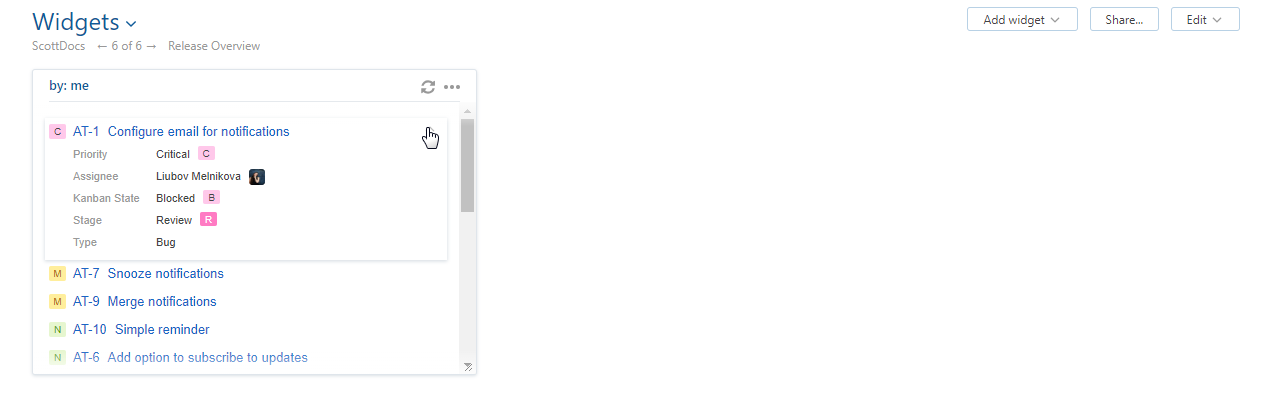 Widgets
Add widget Share... Edit
ScottDocs ← 6 of 6 → Release Overview
by: me
C AT-1 Configure email for notifications
Priority Critical C
Assignee Liubov Melnikova
Kanban State Blocked B
Stage Review R
Type Bug
M AT-7 Snooze notifications
M AT-9 Merge notifications
N AT-10 Simple reminder
N AT-6 Add option to subscribe to updates